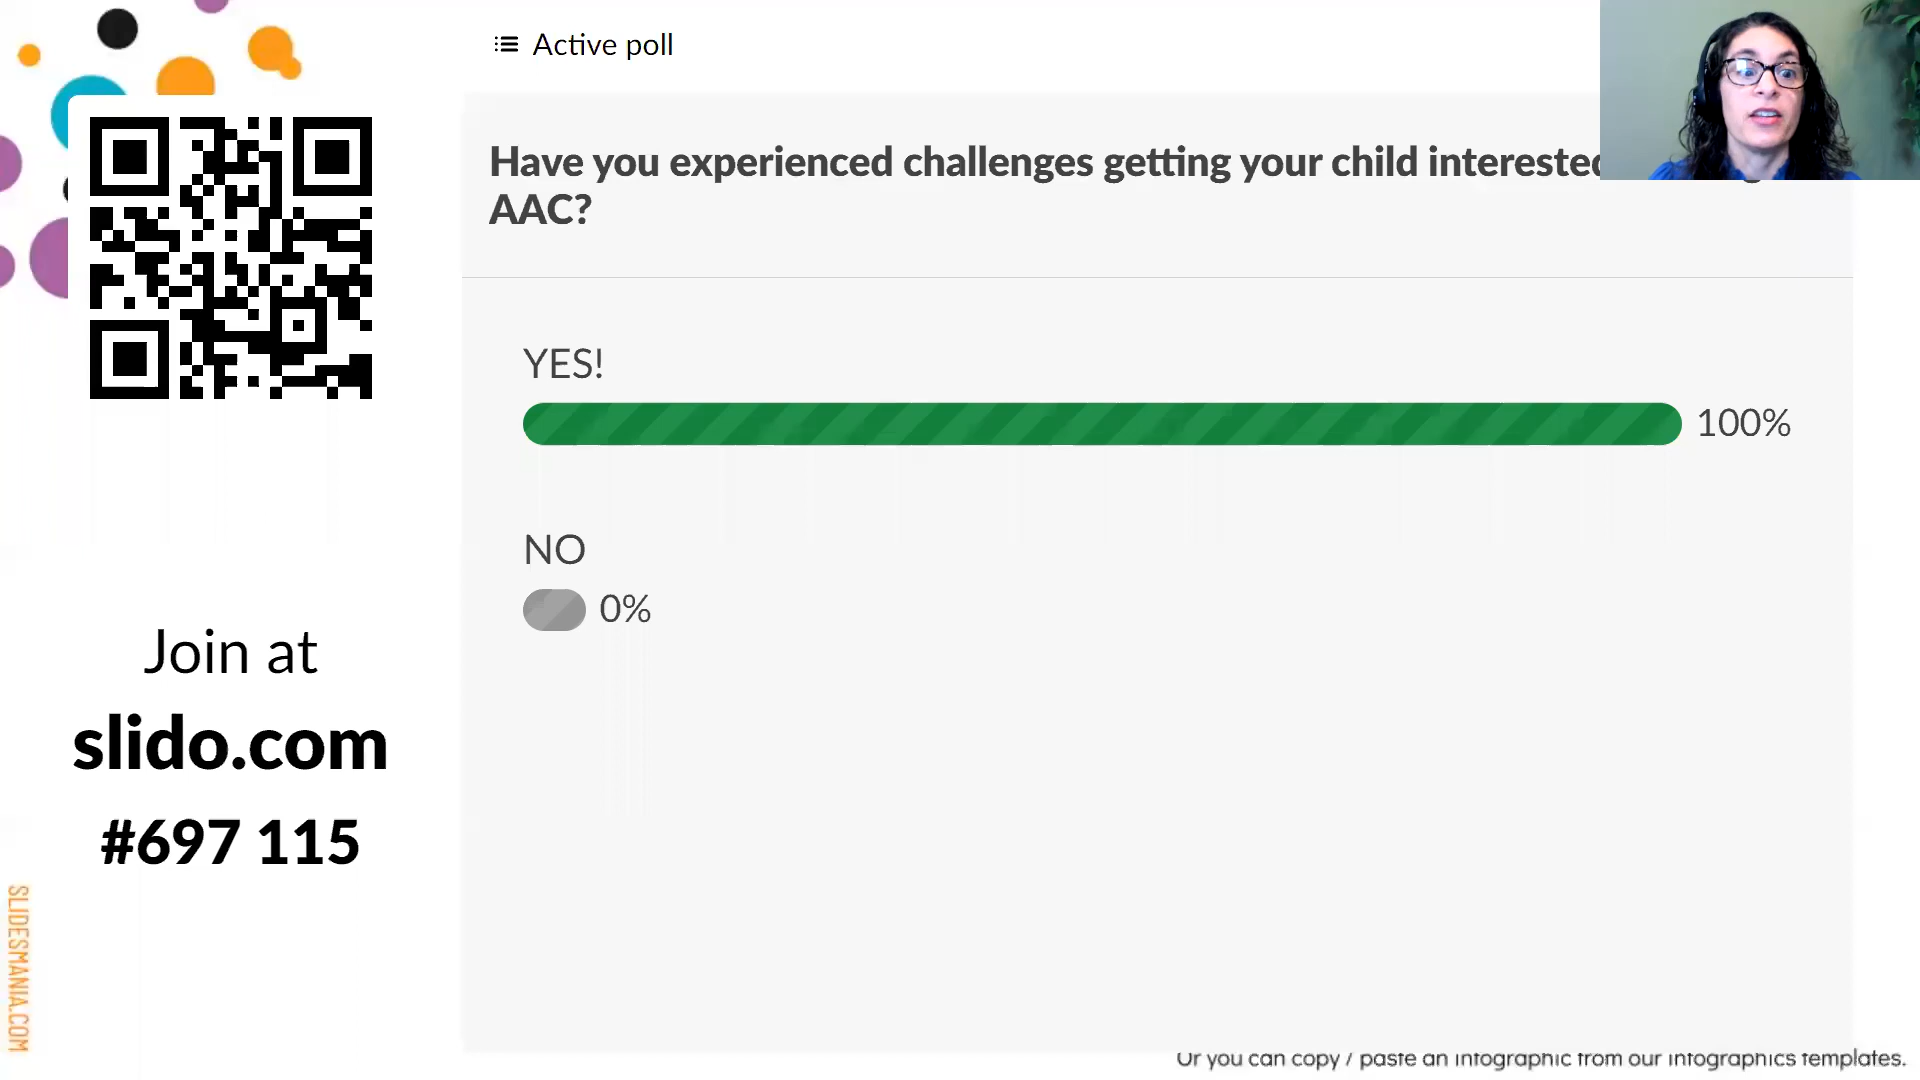 Active poll
Have you experienced challenges getting your child interested
AAC?
YES!
100%
NO
0%
Join at
slido.com
#697 115
SLIDESMANIA.COM
Or you can copy / paste an infographic from our infographics templates.